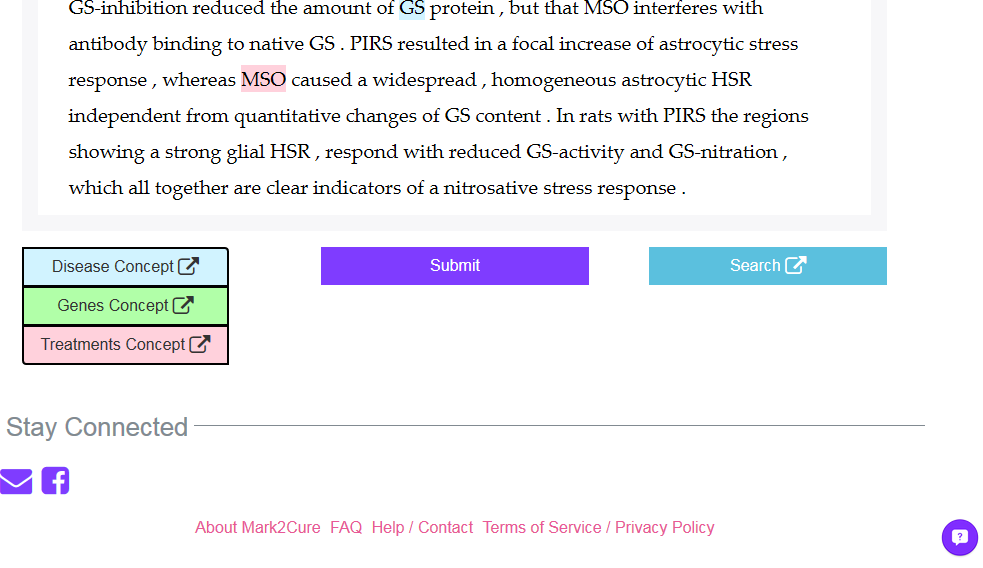 GS-inhibition reduced the amount of GS protein , but that MSO interferes with
antibody binding to native GS . PIRS resulted in a focal increase of astrocytic stress
response , whereas MSO caused a widespread , homogeneous astrocytic HSR
independent from quantitative changes of GS content . In rats with PIRS the regions
showing a strong glial HSR , respond with reduced GS-activity and GS-nitration ,
which all together are clear indicators of a nitrosative stress response .
Disease Concept
Submit
Search
Genes Concept
Treatments Concept
Stay Connected
About Mark2Cure FAQ Help / Contact Terms of Service / Privacy Policy